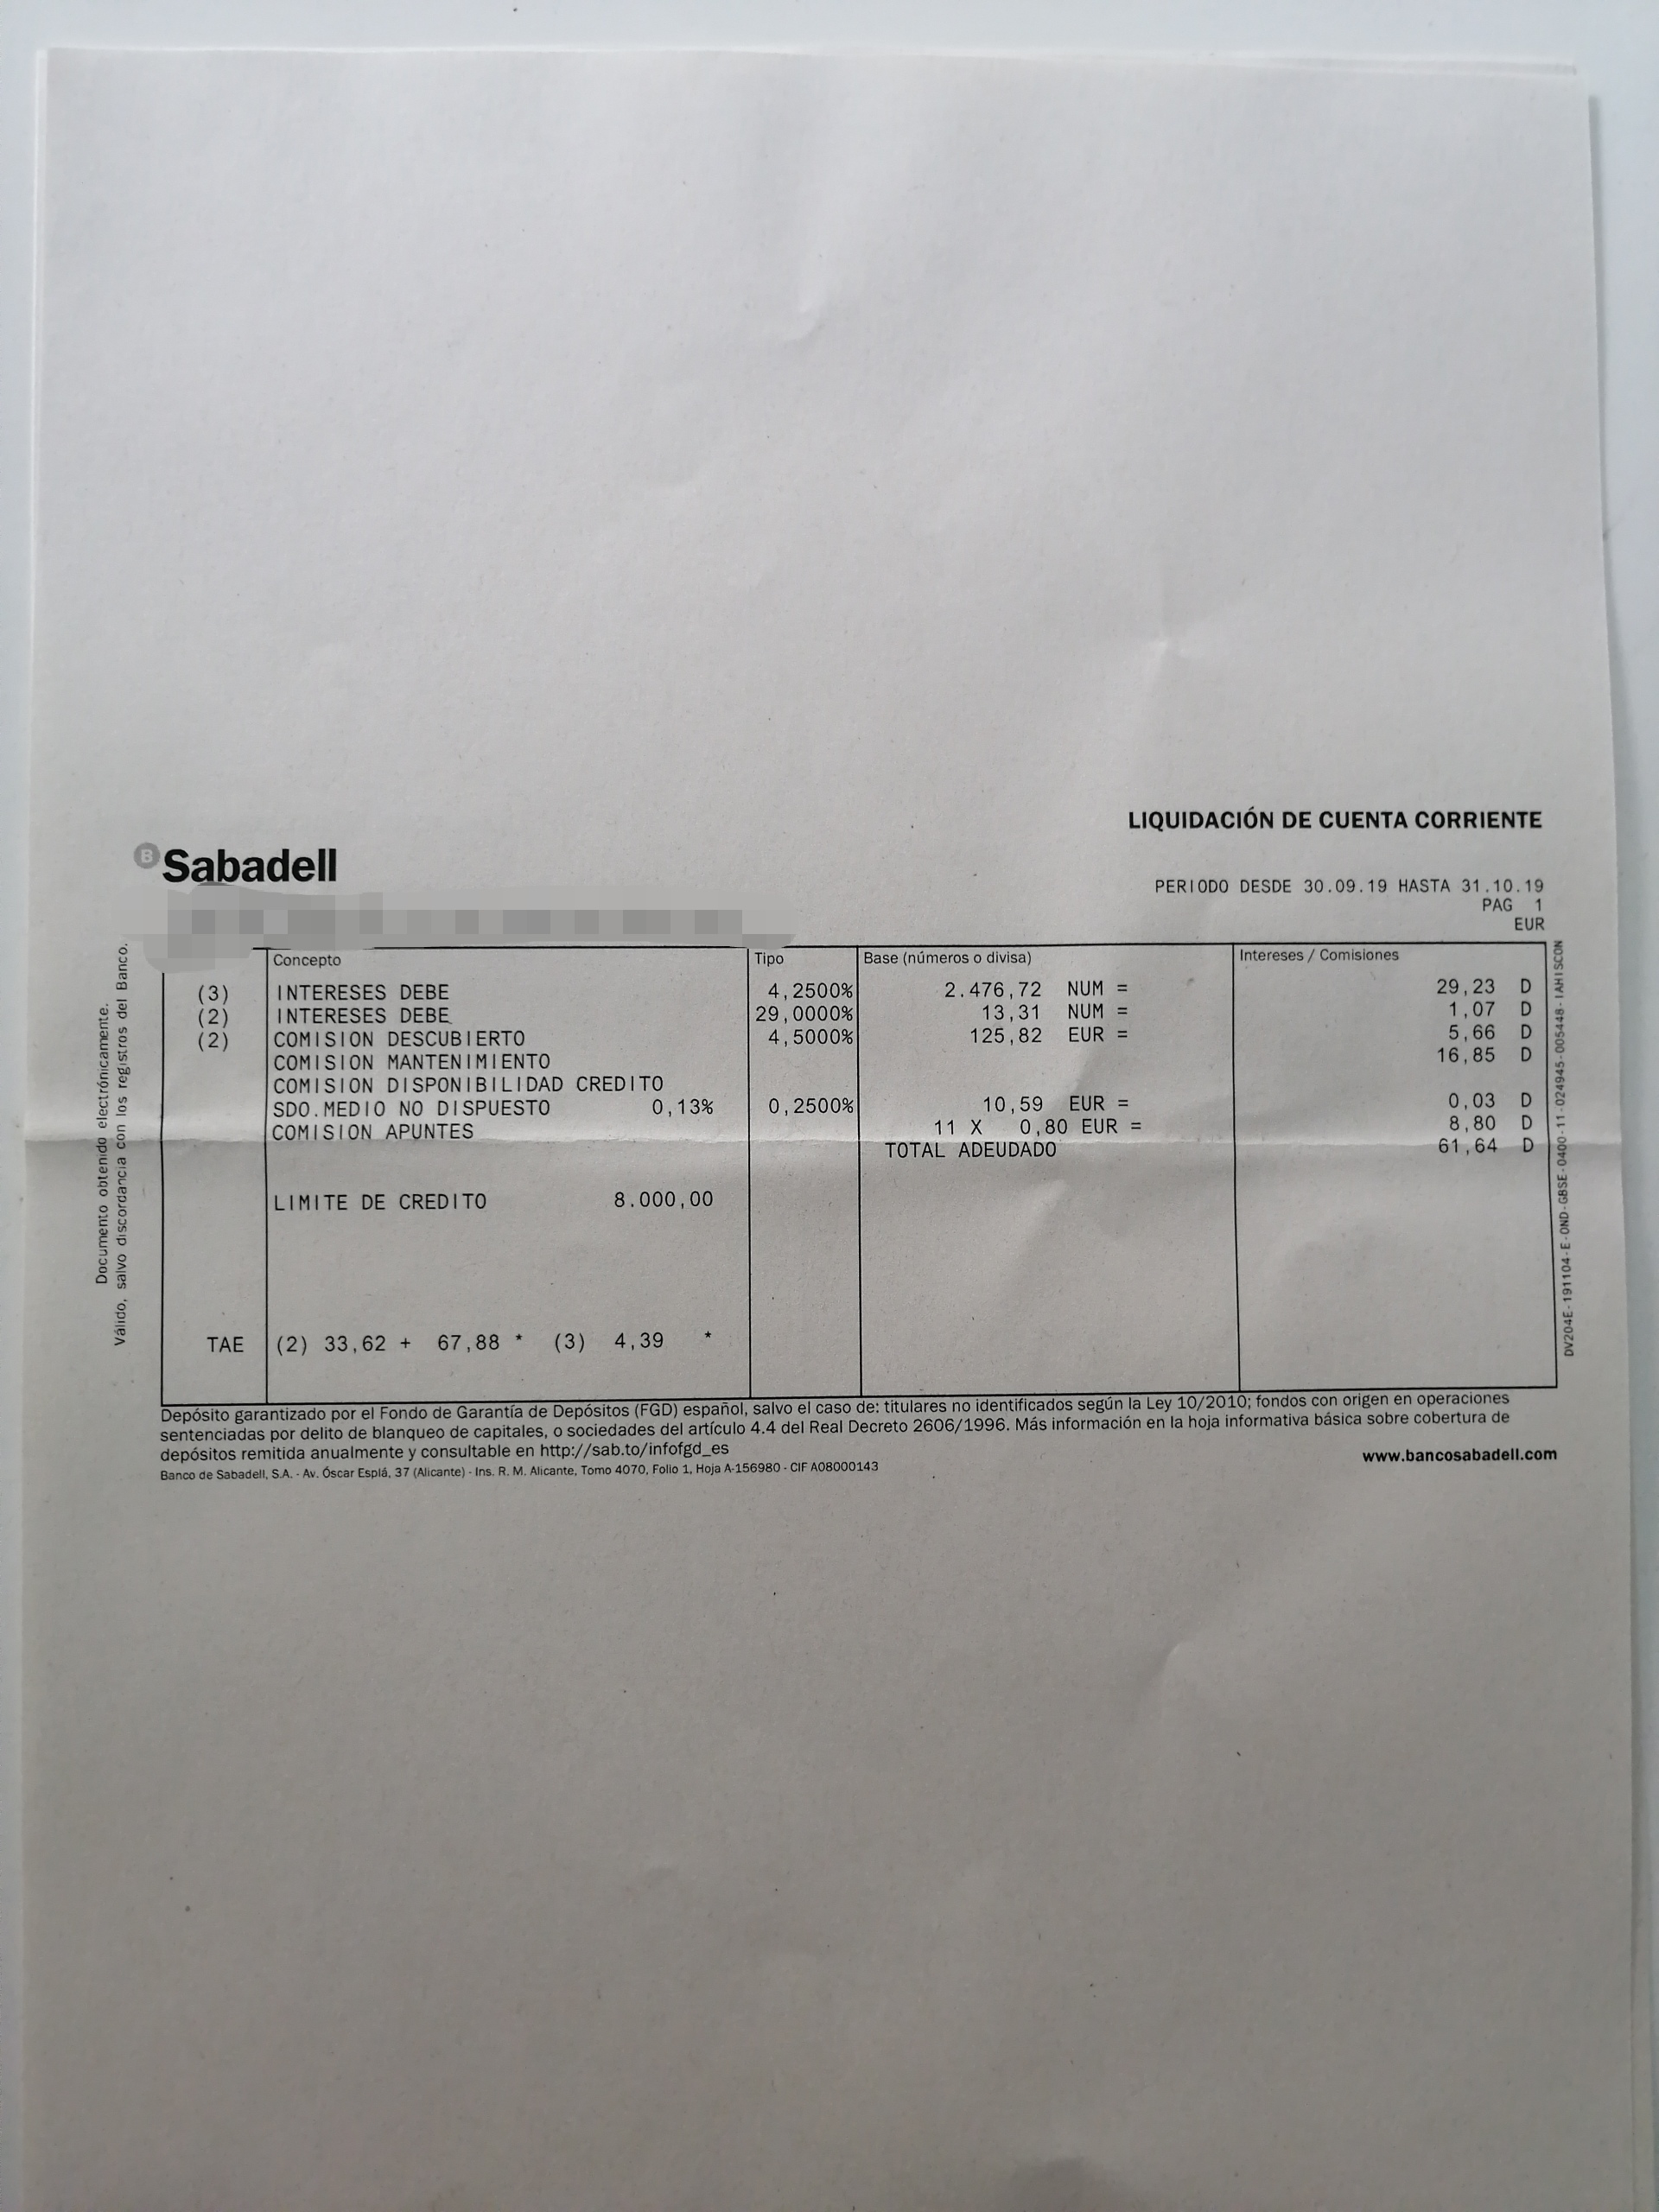 LIQUIDACIÓN DE CUENTA CORRIENTE
B Sabadell
PERIODO DESDE 30.09.19 HASTA 31.10.19
PAG 1
EUR
Concepto Tipo Base (números o divisa) Intereses / Comisiones
(3) INTERESES DEBE 4,2500% 2.476,72 NUM = 29,23 D
(2) INTERESES DEBE 29,0000% 13,31 NUM = 1,07 D
(2) COMISION DESCUBIERTO 4,5000% 125,82 EUR = 5,66 D
COMISION MANTENIMIENTO 16,85 D
COMISION DISPONIBILIDAD CREDITO
SDO.MEDIO NO DISPUESTO 0,13% 0,2500% 10,59 EUR = 0,03 D
COMISION APUNTES 11 X 0,80 EUR = 8,80 D
TOTAL ADEUDADO 61,64 D
LIMITE DE CREDITO 8.000,00
TAE (2) 33,62 + 67,88 * (3) 4,39 *
Documento obtenido electrónicamente.
Válido, salvo discordancia con los registros del Banco.
DV204E-191104-E-OND-GBSE-0400-11-024945-005448-IAHISCON
Depósito garantizado por el Fondo de Garantía de Depósitos (FGD) español, salvo el caso de: titulares no identificados según la Ley 10/2010; fondos con origen en operaciones
sentenciadas por delito de blanqueo de capitales, o sociedades del artículo 4.4 del Real Decreto 2606/1996. Más información en la hoja informativa básica sobre cobertura de
depósitos remitida anualmente y consultable en http://sab.to/infofgd_es
www.bancosabadell.com
Banco de Sabadell, S.A. - Av. Óscar Esplá, 37 (Alicante) - Ins. R. M. Alicante, Tomo 4070, Folio 1, Hoja A-156980 - CIF A08000143